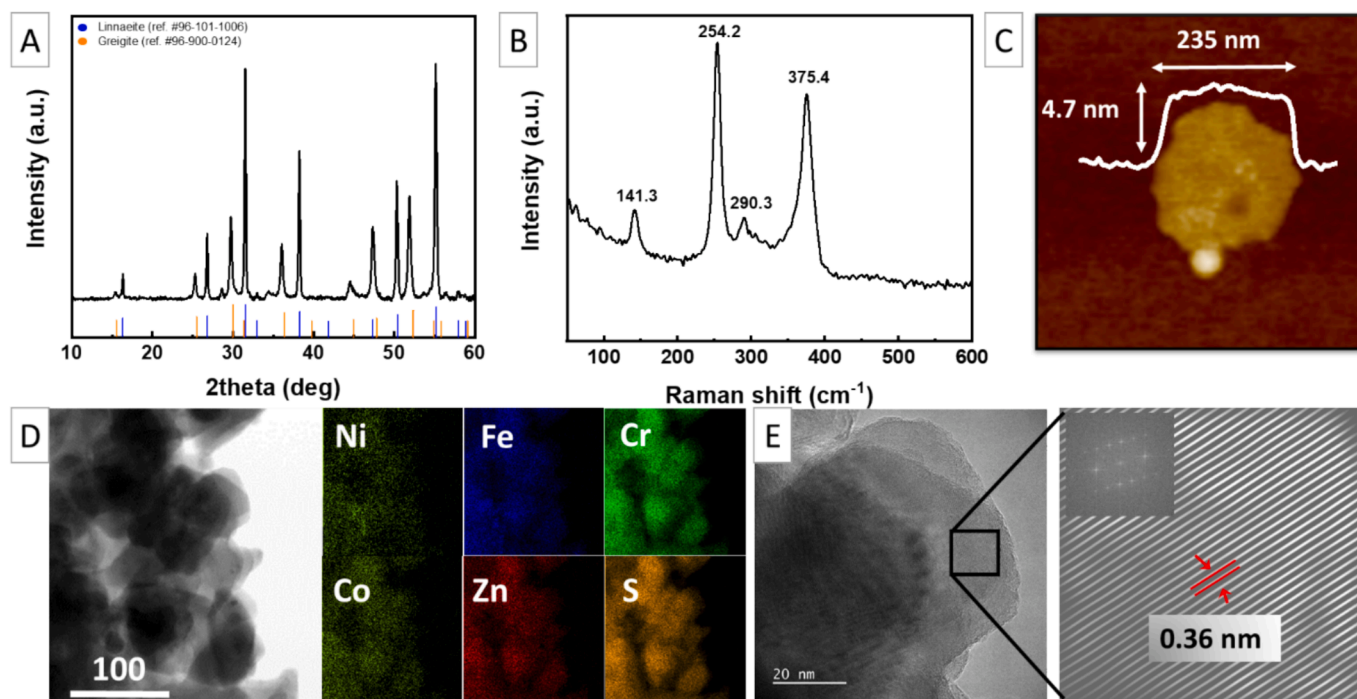 A
Linnaeite (ref. #96-101-1006)
Greigite (ref. #96-900-0124)
Intensity (a.u.)
10 20 30 40 50 60
2theta (deg)
B
254.2
375.4
141.3
290.3
Intensity (a.u.)
100 200 300 400 500 600
Raman shift (cm⁻¹)
C
235 nm
4.7 nm
D
100
Ni
Fe
Cr
Co
Zn
S
E
20 nm
0.36 nm